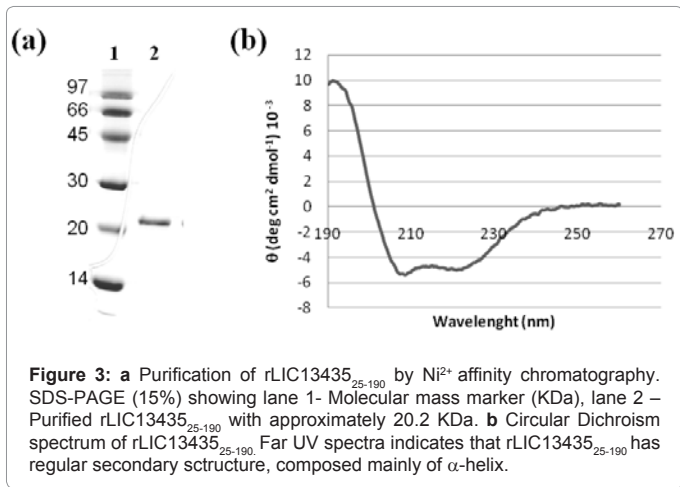 (a)
1 2
97
66
45
30
20
14
(b)
12
10
8
6
4
2
0
-2
-4
-6
-8
190 210 230 250 270
θ (deg cm² dmol⁻¹) 10⁻³
Wavelenght (nm)
Figure 3: a Purification of rLIC13435₂₅₋₁₉₀ by Ni²⁺ affinity chromatography.
SDS-PAGE (15%) showing lane 1- Molecular mass marker (KDa), lane 2 –
Purified rLIC13435₂₅₋₁₉₀ with approximately 20.2 KDa. b Circular Dichroism
spectrum of rLIC13435₂₅₋₁₉₀. Far UV spectra indicates that rLIC13435₂₅₋₁₉₀ has
regular secondary sctructure, composed mainly of α-helix.